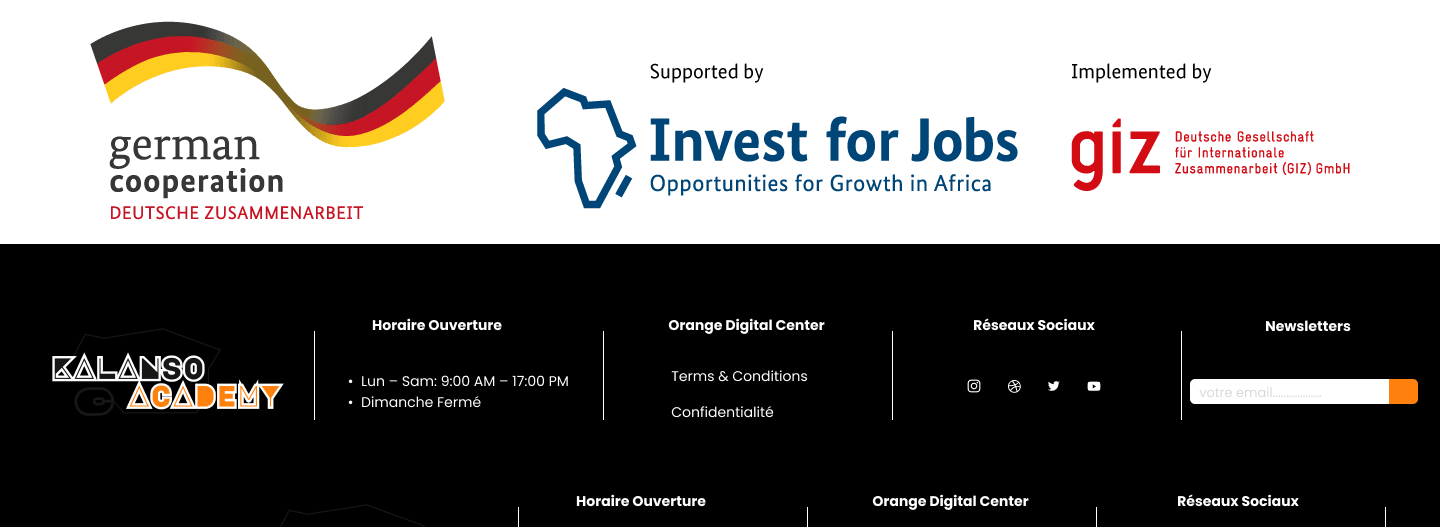 german
cooperation
DEUTSCHE ZUSAMMENARBEIT
Supported by
Invest for Jobs
Opportunities for Growth in Africa
Implemented by
giz
Deutsche Gesellschaft
für Internationale
Zusammenarbeit (GIZ) GmbH
KALANSO
ACADEMY
Horaire Ouverture
• Lun – Sam: 9:00 AM – 17:00 PM
• Dimanche Fermé
Orange Digital Center
Terms & Conditions
Confidentialité
Réseaux Sociaux
Newsletters
votre email..................
Horaire Ouverture
Orange Digital Center
Réseaux Sociaux